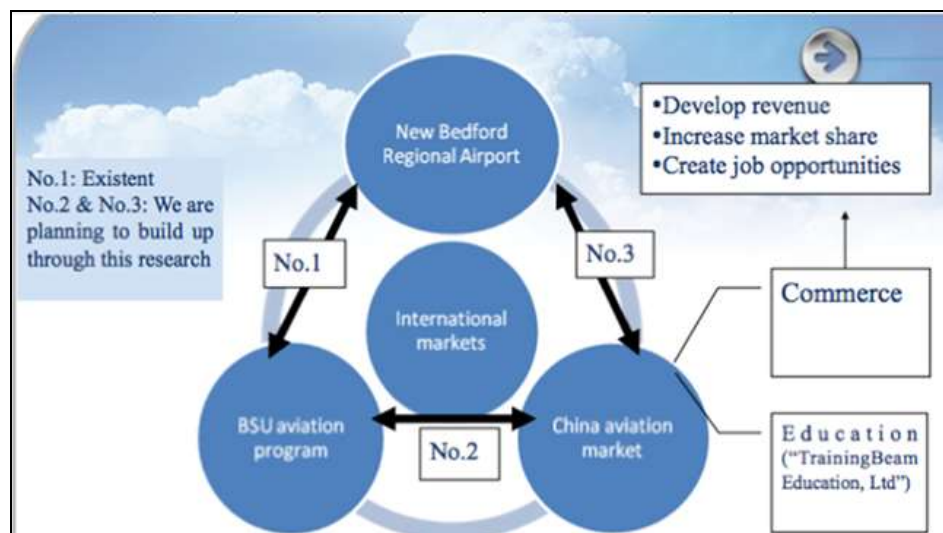 New Bedford
Regional Airport
•Develop revenue
•Increase market share
•Create job opportunities
No.1: Existent
No.2 & No.3: We are
planning to build up
through this research
No.1
No.3
International
markets
Commerce
BSU aviation
program
No.2
China aviation
market
Education
("TrainingBeam
Education, Ltd")